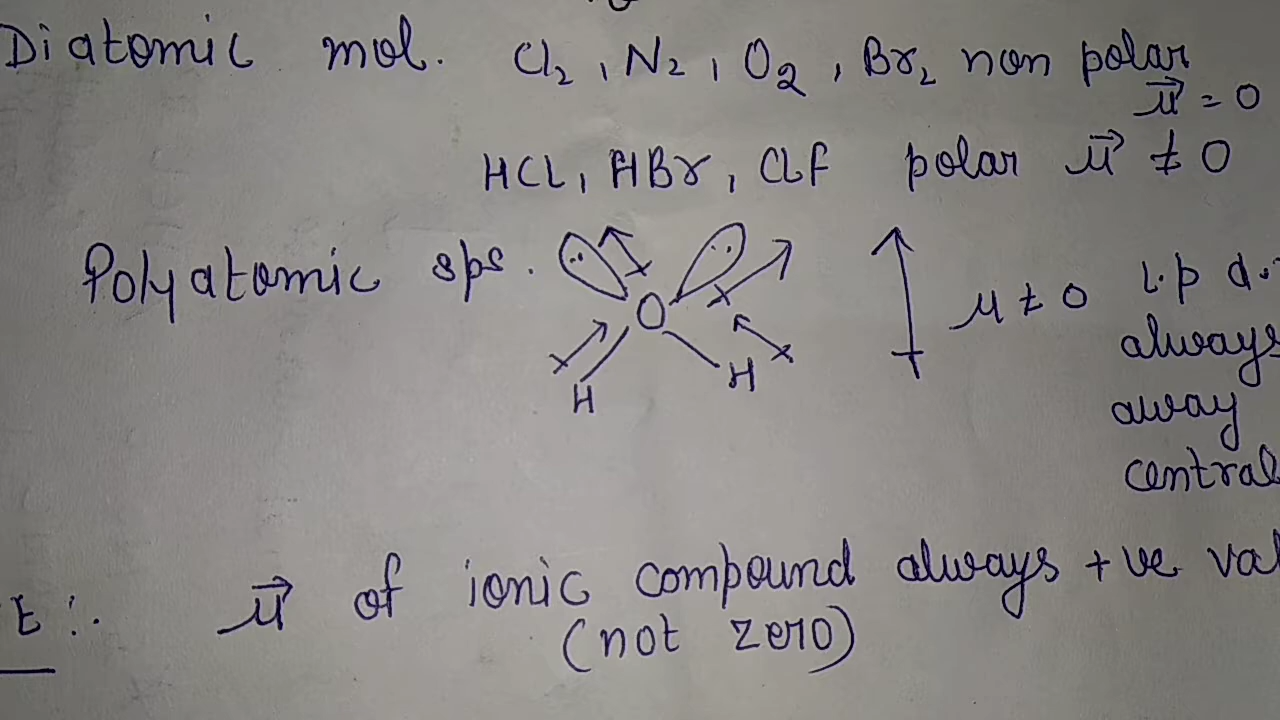 Diatomic mol. Cl2, N2, O2, Br2 non polar
μ⃗ = 0
HCl, HBr, ClF polar μ⃗ ≠ 0
Polyatomic sps.
O
H H
μ ≠ 0
l.p d.
always
away
central
E :. μ⃗ of ionic compound always +ve val
(not zero)